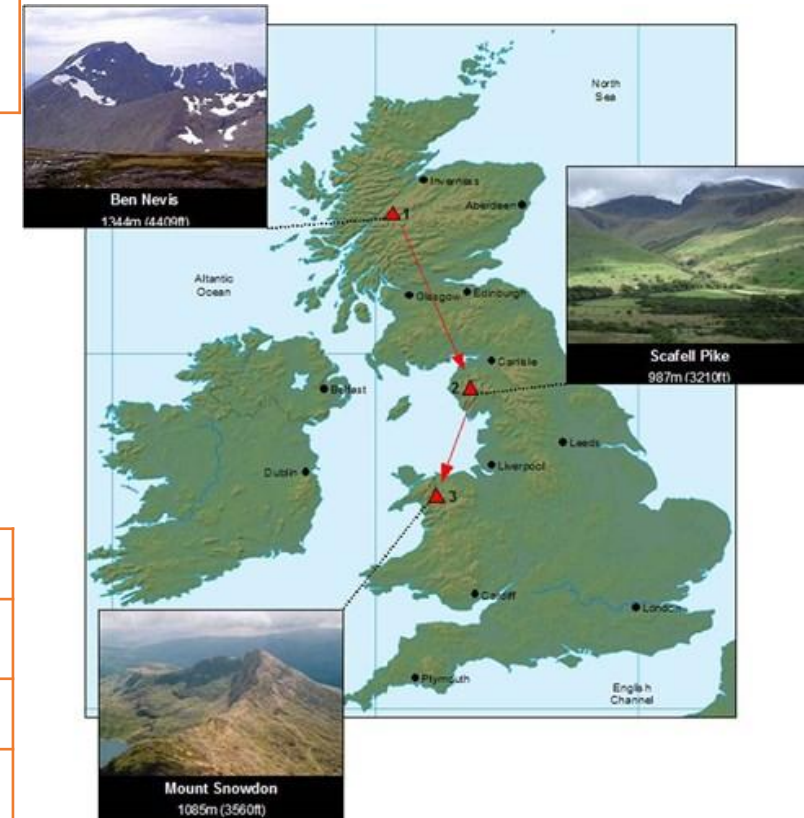 North
Sea
Ben Nevis
1344m (4409ft)
Inverness
Aberdeen
1
Altantic
Ocean
Glasgow
Edinburgh
Scafell Pike
987m (3210ft)
Carlisle
2
Belfast
Leeds
Dublin
Liverpool
3
Cardiff
London
Plymouth
English
Channel
Mount Snowdon
1085m (3560ft)